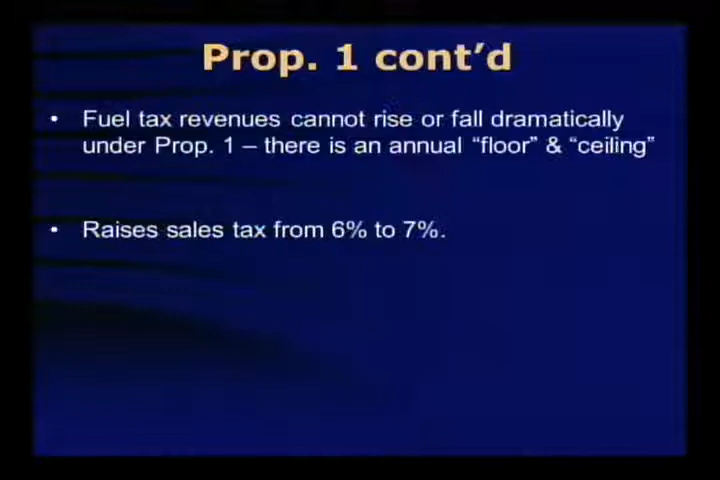 Prop. 1 cont’d
• Fuel tax revenues cannot rise or fall dramatically
under Prop. 1 – there is an annual “floor” & “ceiling”
• Raises sales tax from 6% to 7%.